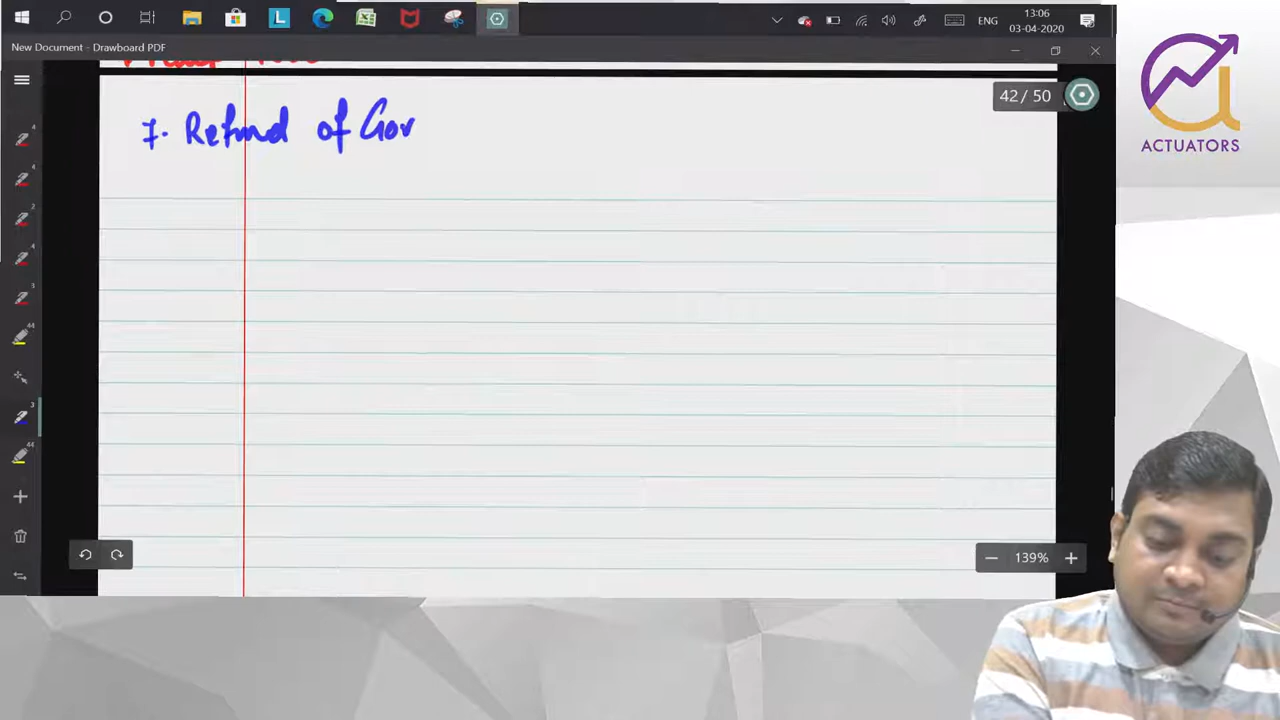 13:06
ENG
03-04-2020
New Document - Drawboard PDF
42 / 50
7. Refund of Gov
139%
ACTUATORS